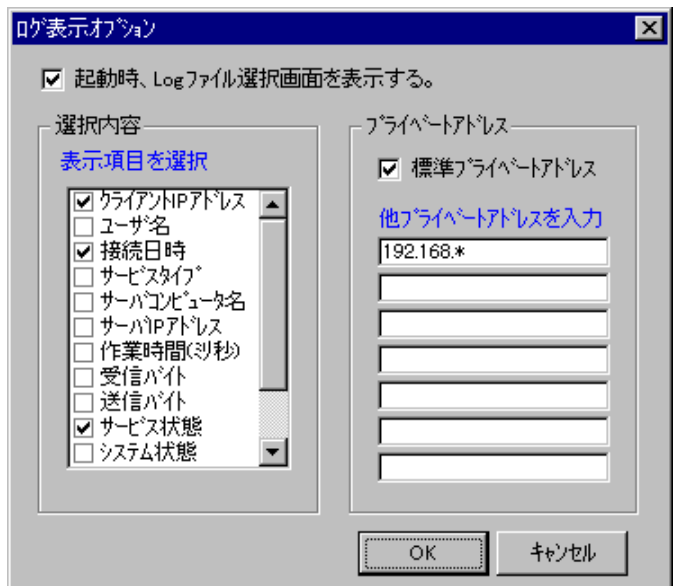 ログ表示オプション
起動時、Logファイル選択画面を表示する。
選択内容
表示項目を選択
クライアントIPアドレス
ユーザ名
接続日時
サービスタイプ
サーバコンピュータ名
サーバIPアドレス
作業時間(ミリ秒)
受信バイト
送信バイト
サービス状態
システム状態
プライベートアドレス
標準プライベートアドレス
他プライベートアドレスを入力
192.168.*
OK
キャンセル